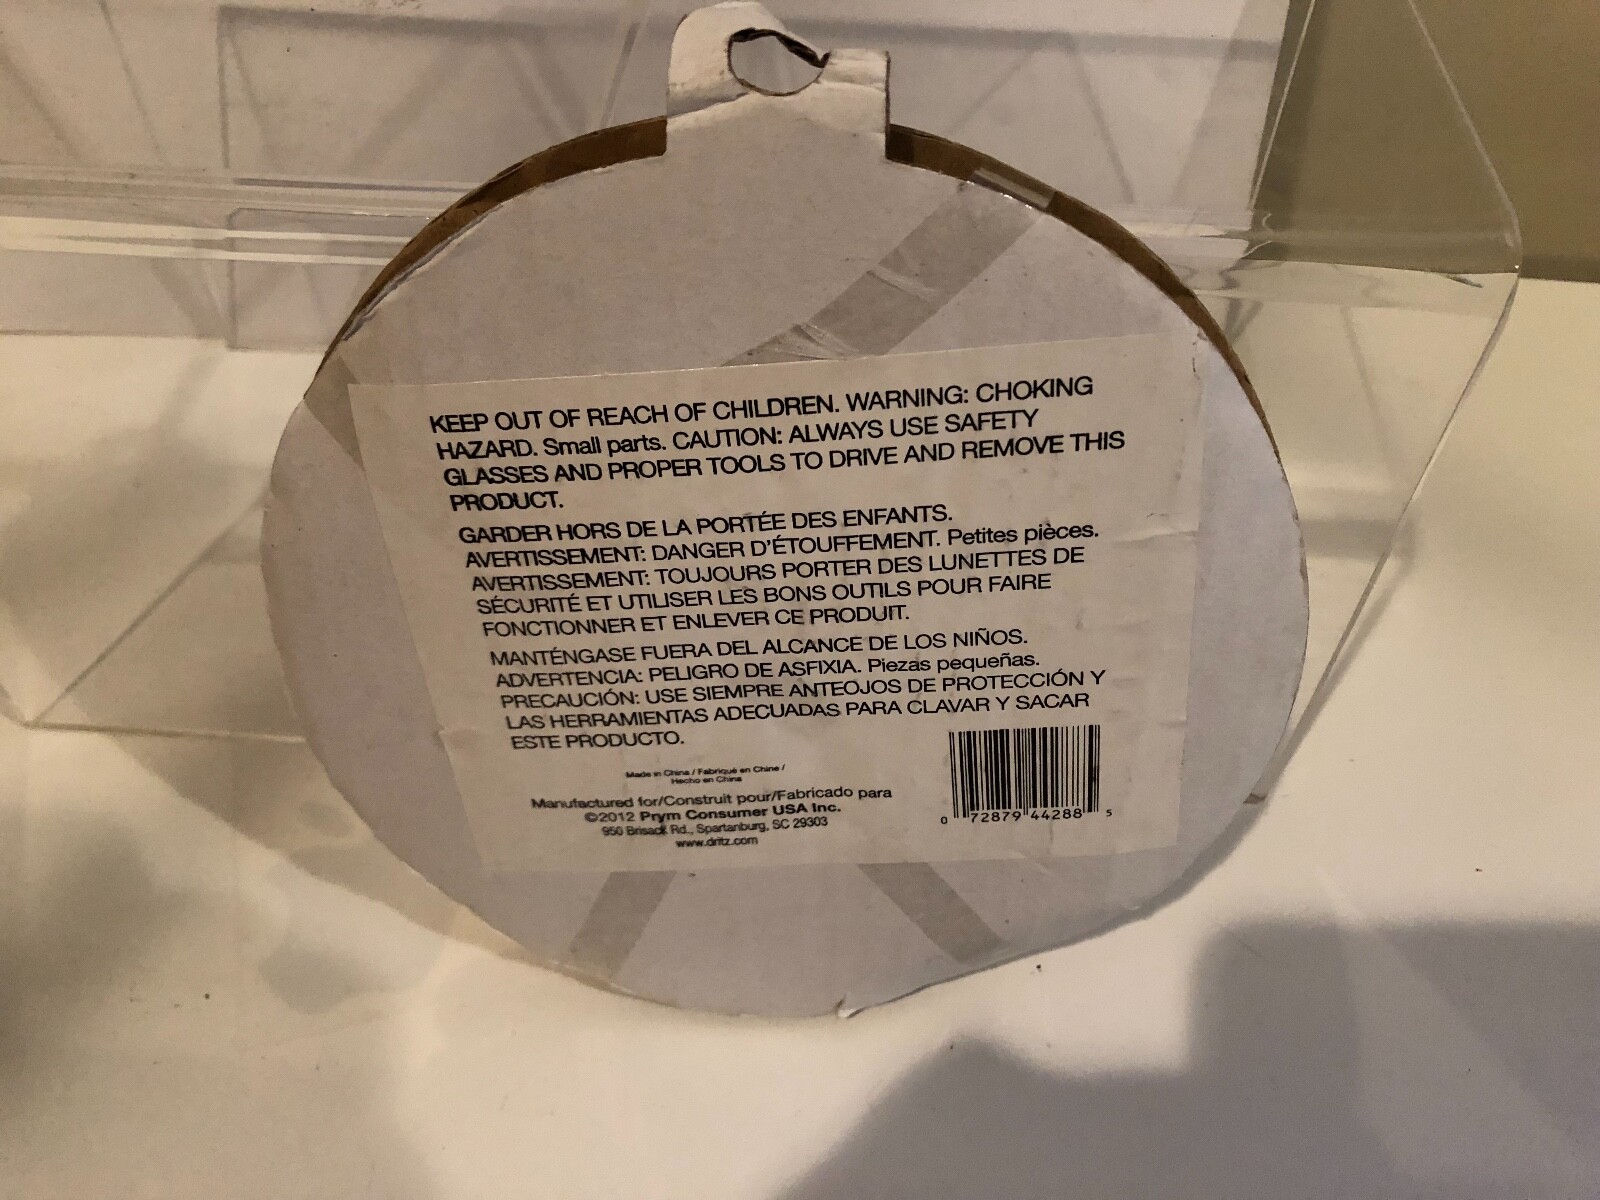 KEEP OUT OF REACH OF CHILDREN. WARNING: CHOKING
HAZARD. Small parts. CAUTION: ALWAYS USE SAFETY
GLASSES AND PROPER TOOLS TO DRIVE AND REMOVE THIS
PRODUCT.
GARDER HORS DE LA PORTÉE DES ENFANTS.
AVERTISSEMENT: DANGER D'ÉTOUFFEMENT. Petites pièces.
AVERTISSEMENT: TOUJOURS PORTER DES LUNETTES DE
SÉCURITÉ ET UTILISER LES BONS OUTILS POUR FAIRE
FONCTIONNER ET ENLEVER CE PRODUIT.
MANTÉNGASE FUERA DEL ALCANCE DE LOS NIÑOS.
ADVERTENCIA: PELIGRO DE ASFIXIA. Piezas pequeñas.
PRECAUCIÓN: USE SIEMPRE ANTEOJOS DE PROTECCIÓN Y
LAS HERRAMIENTAS ADECUADAS PARA CLAVAR Y SACAR
ESTE PRODUCTO.
Made in China / Fabriqué en Chine /
Hecho en China
Manufactured for/Construit pour/Fabricado para
©2012 Prym Consumer USA Inc.
950 Brisack Rd., Spartanburg, SC 29303
www.dritz.com
0 72879 44288 5